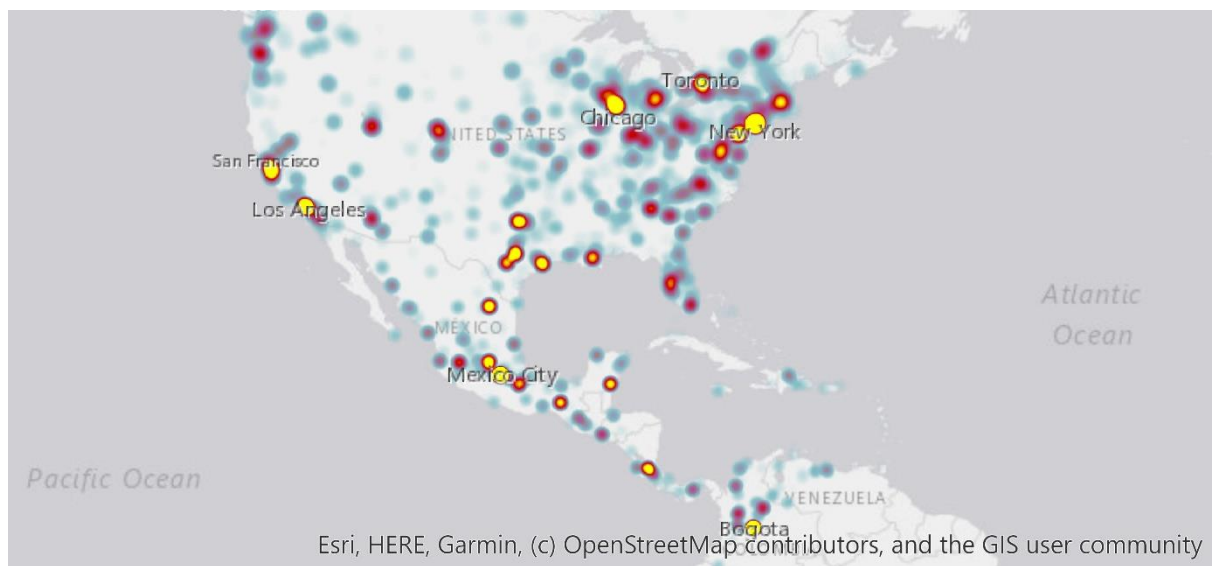 Toronto
Chicago
UNITED STATES
New York
San Francisco
Los Angeles
Atlantic
Ocean
MÉXICO
Mexico City
Pacific Ocean
VENEZUELA
Bogota
Esri, HERE, Garmin, (c) OpenStreetMap contributors, and the GIS user community